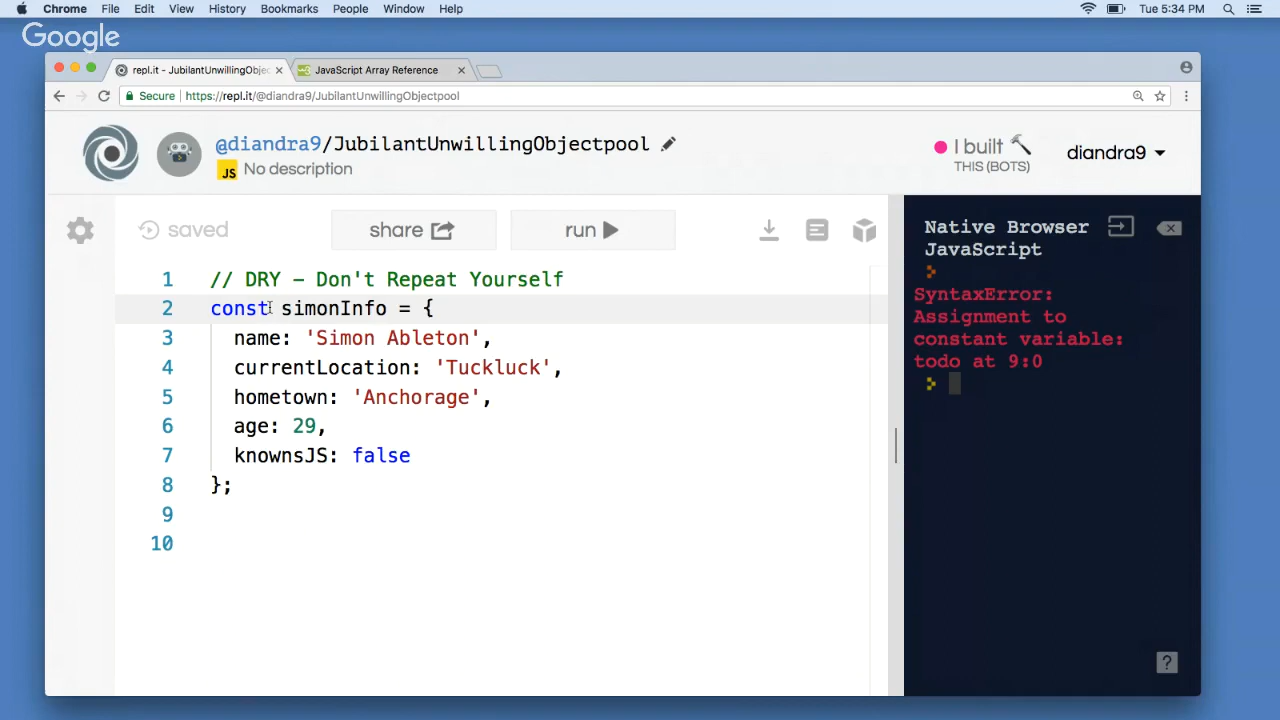 Chrome File Edit View History Bookmarks People Window Help Tue 5:34 PM
Google
repl.it - JubilantUnwillingObjec JavaScript Array Reference
Secure https://repl.it/@diandra9/JubilantUnwillingObjectpool
@diandra9/JubilantUnwillingObjectpool
JS No description
I built
THIS (BOTS)
diandra9
saved share run
Native Browser
JavaScript
1 // DRY - Don't Repeat Yourself
2 const simonInfo = {
3 name: 'Simon Ableton',
4 currentLocation: 'Tuckluck',
5 hometown: 'Anchorage',
6 age: 29,
7 knownsJS: false
8 };
9
10
SyntaxError:
Assignment to
constant variable:
todo at 9:0
?